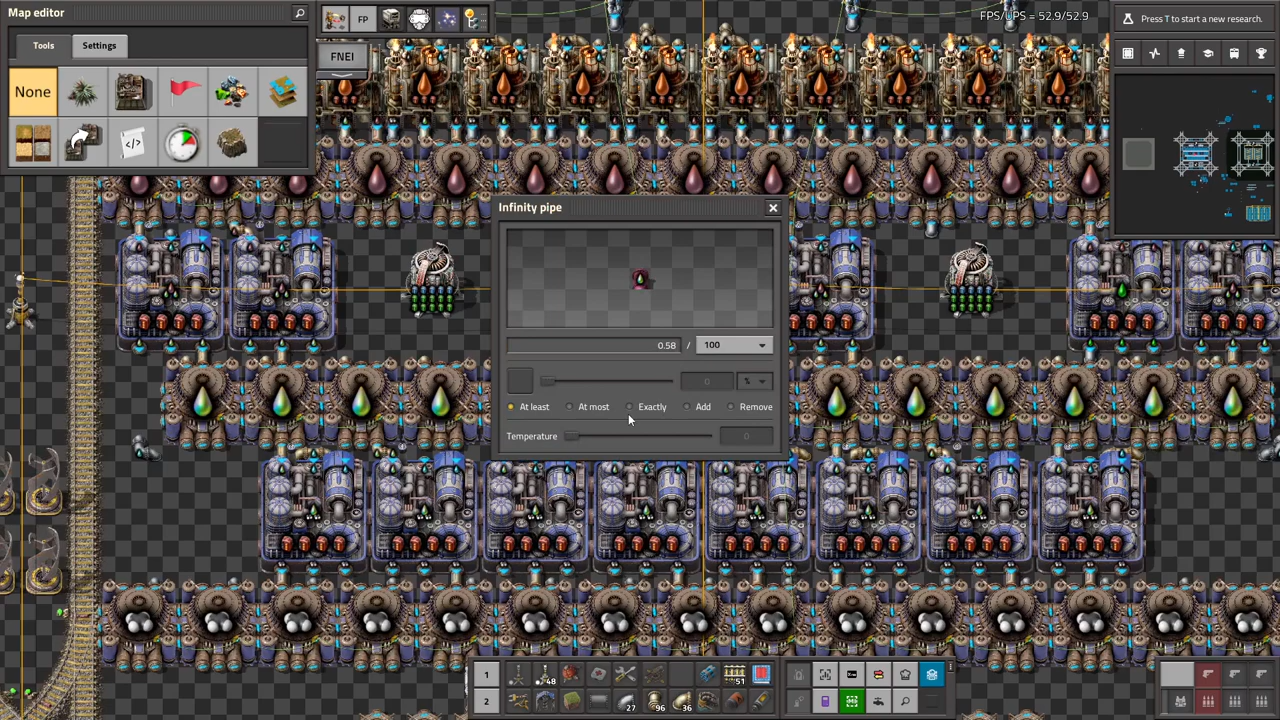 Map editor
FP
FPS/UPS = 52.9/52.9
Press T to start a new research.
Tools
Settings
FNEI
None
</>
Infinity pipe
0.58 / 100
0 %
At least At most Exactly Add Remove
Temperature 0
1 48 51
2 27 96 36